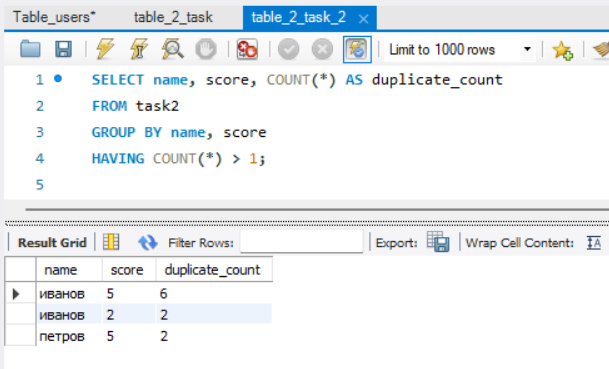 Table_users* table_2_task table_2_task_2 ×
Limit to 1000 rows
1 SELECT name, score, COUNT(*) AS duplicate_count
2 FROM task2
3 GROUP BY name, score
4 HAVING COUNT(*) > 1;
5
Result Grid Filter Rows: Export: Wrap Cell Content: IA
name score duplicate_count
иванов 5 6
иванов 2 2
петров 5 2